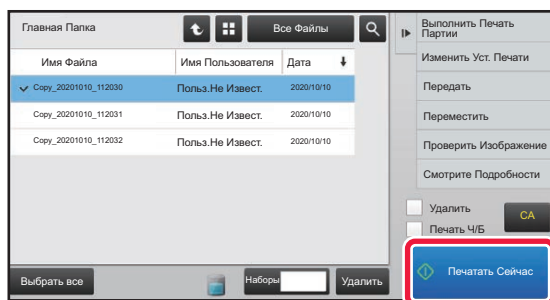 Главная Папка
Все Файлы
Имя Файла Имя Пользователя Дата
Copy_20201010_112030 Польз.Не Извест. 2020/10/10
Copy_20201010_112031 Польз.Не Извест. 2020/10/10
Copy_20201010_112032 Польз.Не Извест. 2020/10/10
Выбрать все
Наборы
Удалить
Выполнить Печать
Партии
Изменить Уст. Печати
Передать
Переместить
Проверить Изображение
Смотрите Подробности
Удалить
Печать Ч/Б
CA
Печатать Сейчас